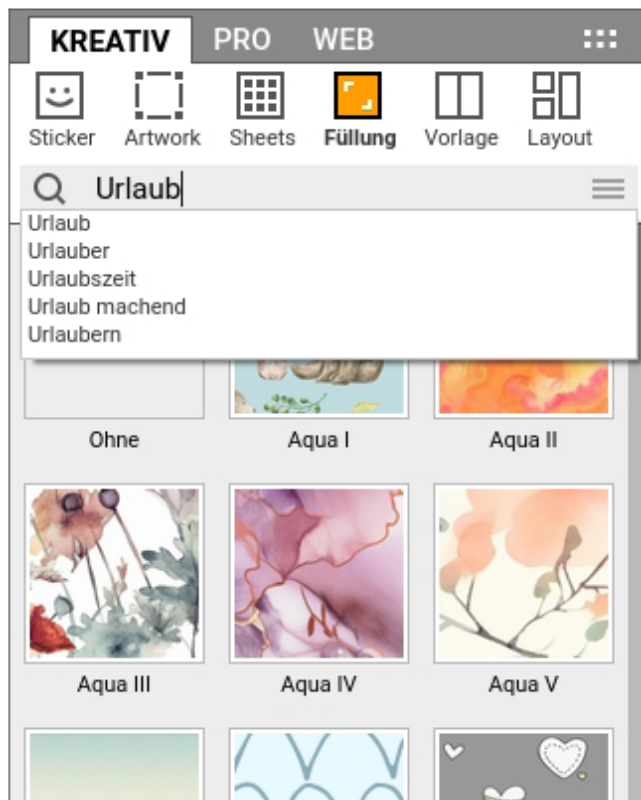 KREATIV PRO WEB
Sticker Artwork Sheets Füllung Vorlage Layout
Urlaub
Urlaub
Urlauber
Urlaubszeit
Urlaub machend
Urlaubern
Ohne Aqua I Aqua II
Aqua III Aqua IV Aqua V